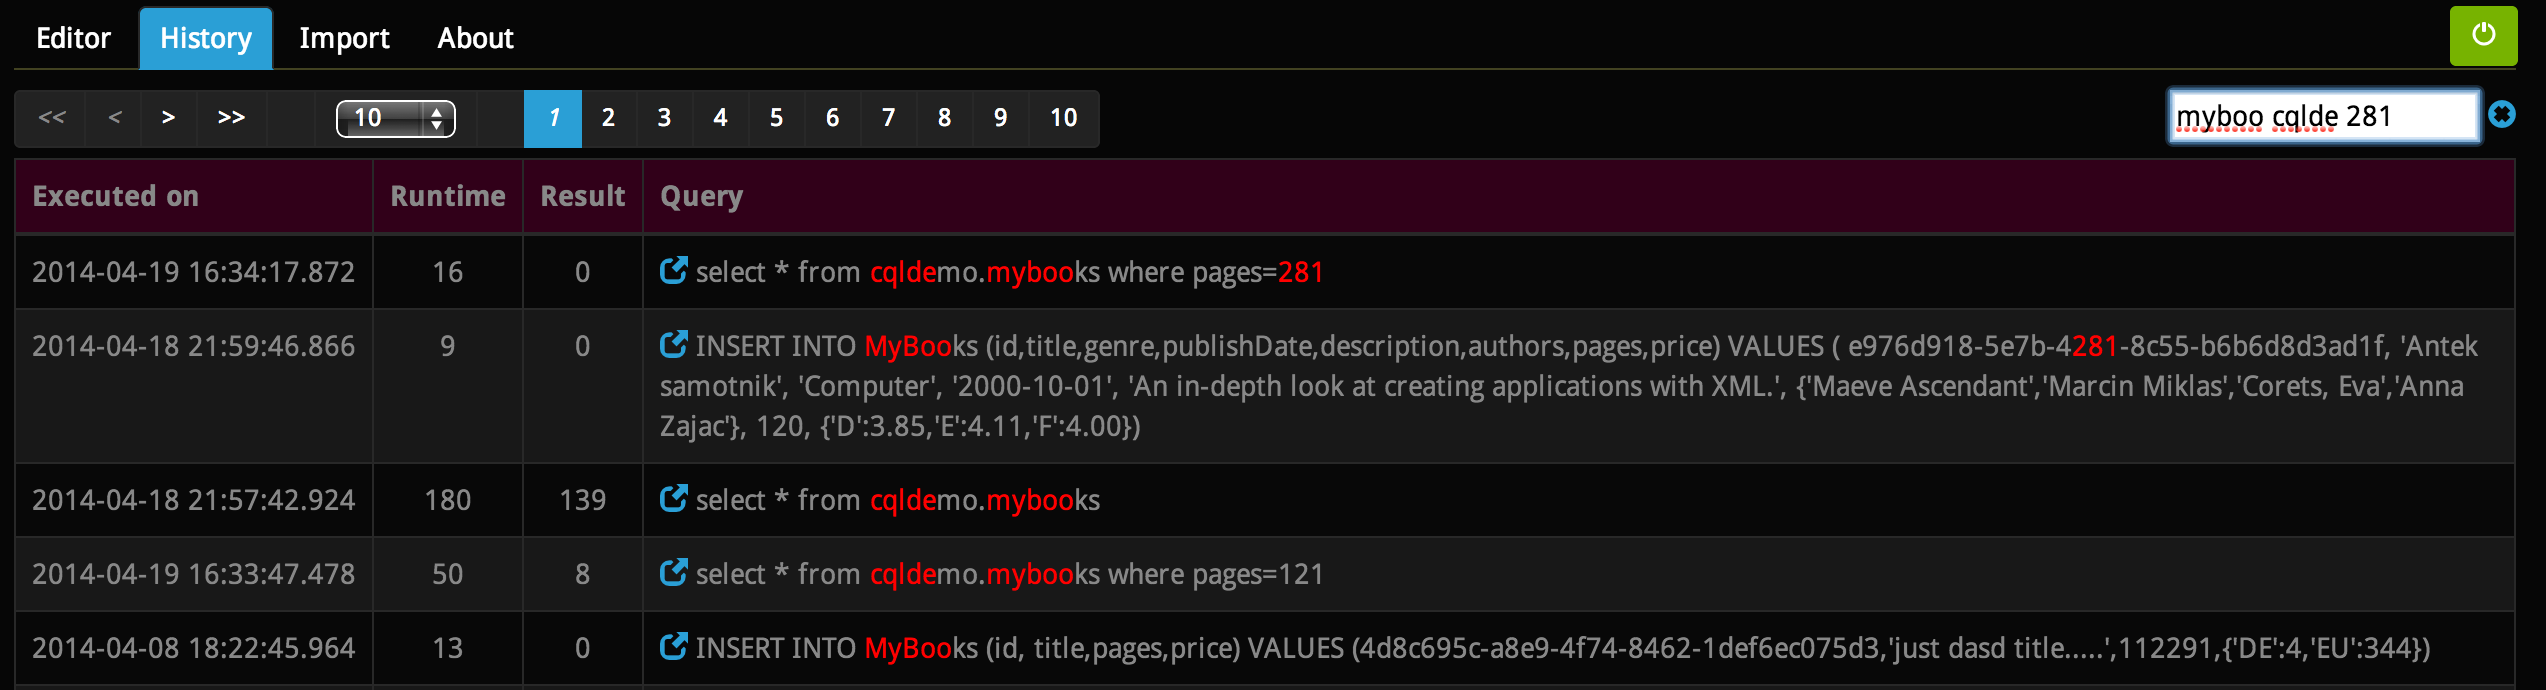 Editor History Import About
<< < > >> 10 1 2 3 4 5 6 7 8 9 10 myboo cqlde 281
Executed on Runtime Result Query
2014-04-19 16:34:17.872 16 0 select * from cqldemo.mybooks where pages=281
2014-04-18 21:59:46.866 9 0 INSERT INTO MyBooks (id,title,genre,publishDate,description,authors,pages,price) VALUES ( e976d918-5e7b-4281-8c55-b6b6d8d3ad1f, 'Antek
samotnik', 'Computer', '2000-10-01', 'An in-depth look at creating applications with XML.', {'Maeve Ascendant','Marcin Miklas','Corets, Eva','Anna
Zajac'}, 120, {'D':3.85,'E':4.11,'F':4.00})
2014-04-18 21:57:42.924 180 139 select * from cqldemo.mybooks
2014-04-19 16:33:47.478 50 8 select * from cqldemo.mybooks where pages=121
2014-04-08 18:22:45.964 13 0 INSERT INTO MyBooks (id, title,pages,price) VALUES (4d8c695c-a8e9-4f74-8462-1def6ec075d3,'just dasd title.....',112291,{'DE':4,'EU':344})